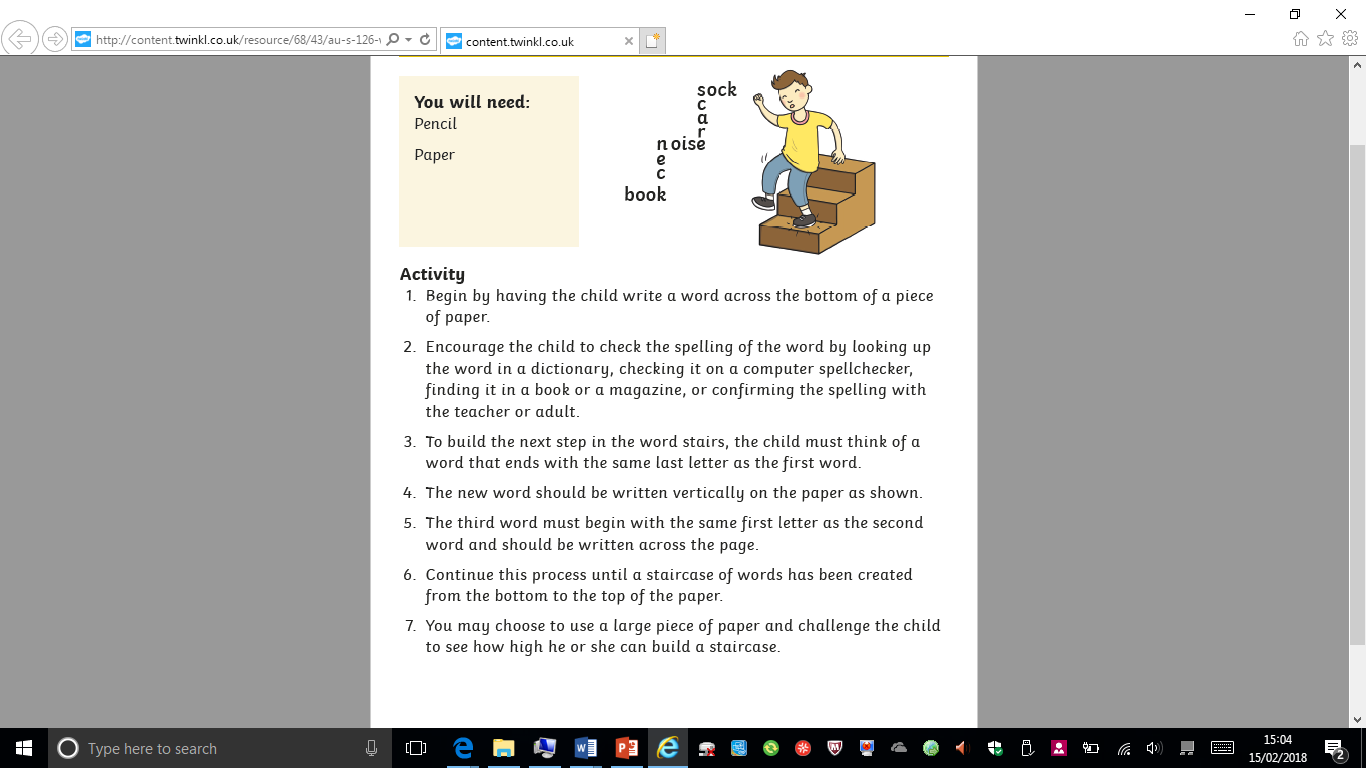 http://content.twinkl.co.uk/resource/68/43/au-s-126-
content.twinkl.co.uk
You will need:
Pencil
Paper
sock
c
a
r
noise
e
c
book
Activity
1. Begin by having the child write a word across the bottom of a piece
of paper.
2. Encourage the child to check the spelling of the word by looking up
the word in a dictionary, checking it on a computer spellchecker,
finding it in a book or a magazine, or confirming the spelling with
the teacher or adult.
3. To build the next step in the word stairs, the child must think of a
word that ends with the same last letter as the first word.
4. The new word should be written vertically on the paper as shown.
5. The third word must begin with the same first letter as the second
word and should be written across the page.
6. Continue this process until a staircase of words has been created
from the bottom to the top of the paper.
7. You may choose to use a large piece of paper and challenge the child
to see how high he or she can build a staircase.
Type here to search
15:04
15/02/2018
2